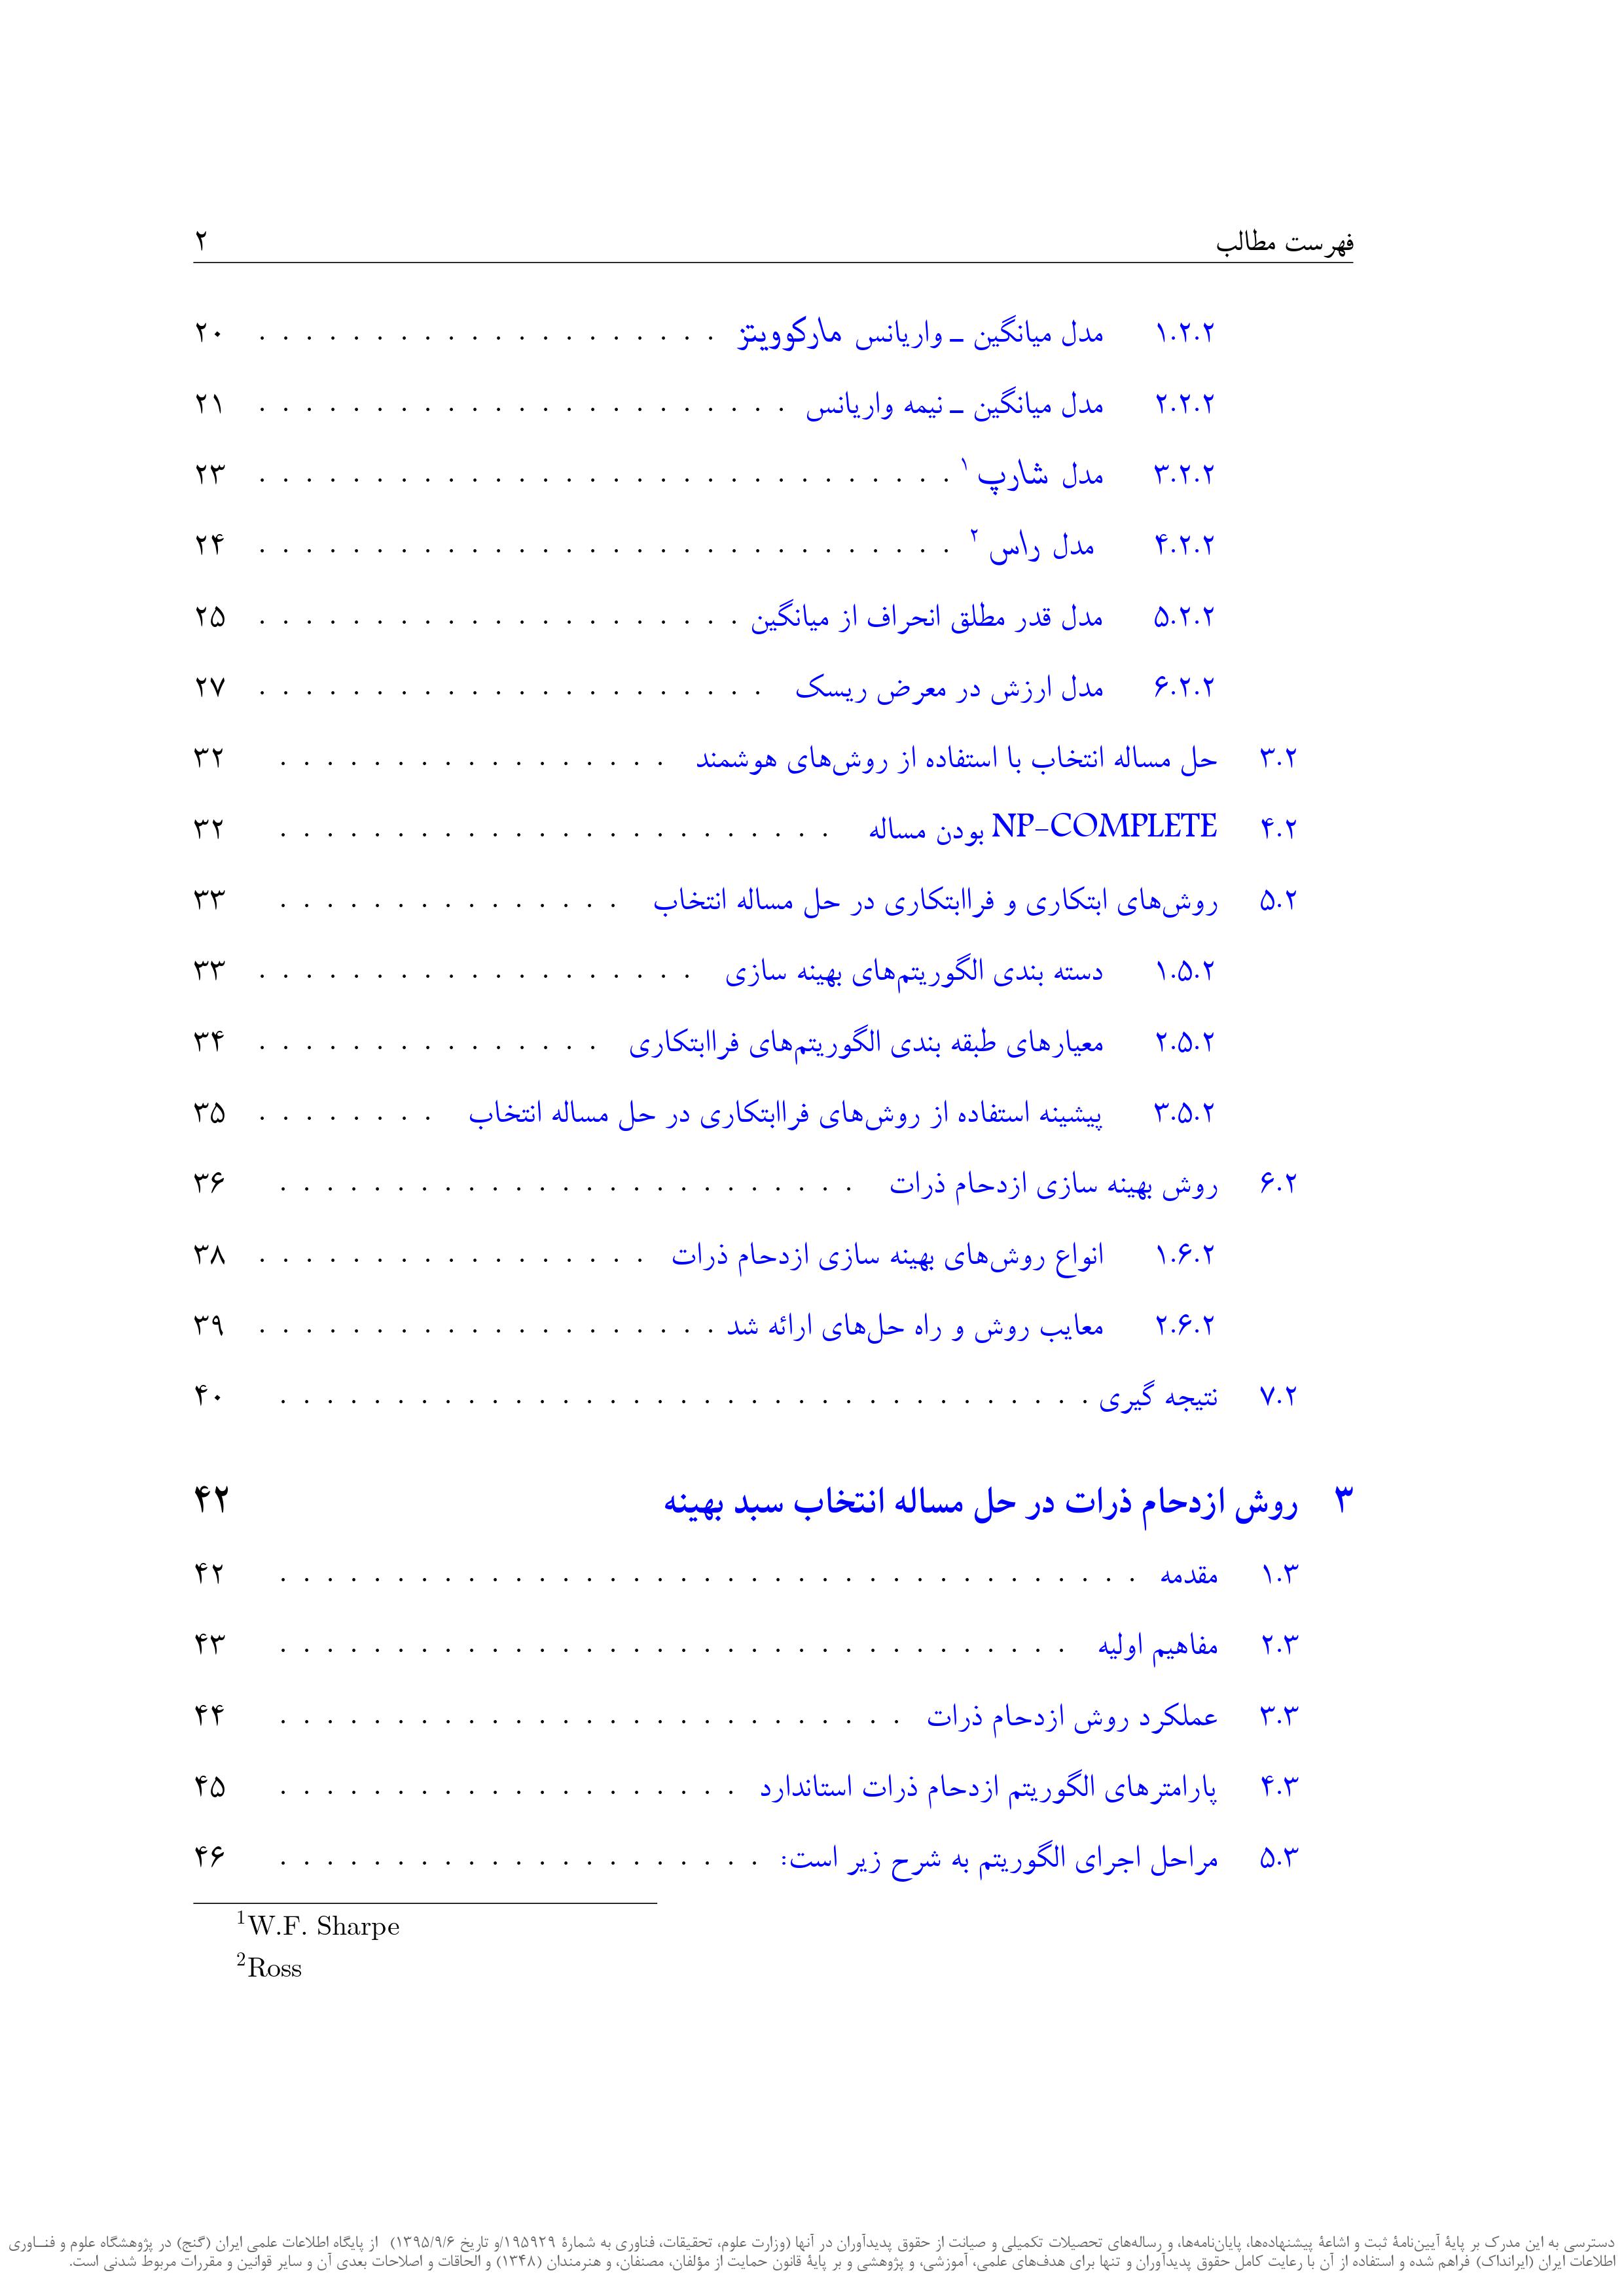 فهرست مطالب ۲
۱.۲.۲ مدل میانگین ـ واریانس مارکوویتز . . . . . . . . . . . . . . . . . . . . ۲۰
۲.۲.۲ مدل میانگین ـ نیمه واریانس . . . . . . . . . . . . . . . . . . . . . . . ۲۱
۳.۲.۲ مدل شارپ ۱ . . . . . . . . . . . . . . . . . . . . . . . . . . . . . . ۲۳
۴.۲.۲ مدل راس ۲ . . . . . . . . . . . . . . . . . . . . . . . . . . . . . . ۲۴
۵.۲.۲ مدل قدر مطلق انحراف از میانگین . . . . . . . . . . . . . . . . . . . . . ۲۵
۶.۲.۲ مدل ارزش در معرض ریسک . . . . . . . . . . . . . . . . . . . . . . ۲۷
۳.۲ حل مساله انتخاب با استفاده از روش‌های هوشمند . . . . . . . . . . . . . . . . . ۳۲
۴.۲ NP-COMPLETE بودن مساله . . . . . . . . . . . . . . . . . . . . . . . . ۳۲
۵.۲ روش‌های ابتکاری و فراابتکاری در حل مساله انتخاب . . . . . . . . . . . . . . . ۳۳
۱.۵.۲ دسته بندی الگوریتم‌های بهینه سازی . . . . . . . . . . . . . . . . . . . ۳۳
۲.۵.۲ معیارهای طبقه بندی الگوریتم‌های فراابتکاری . . . . . . . . . . . . . . . ۳۴
۳.۵.۲ پیشینه استفاده از روش‌های فراابتکاری در حل مساله انتخاب . . . . . . . . ۳۵
۶.۲ روش بهینه سازی ازدحام ذرات . . . . . . . . . . . . . . . . . . . . . . . . . ۳۶
۱.۶.۲ انواع روش‌های بهینه سازی ازدحام ذرات . . . . . . . . . . . . . . . . . ۳۸
۲.۶.۲ معایب روش و راه حل‌های ارائه شد . . . . . . . . . . . . . . . . . . . . ۳۹
۷.۲ نتیجه گیری . . . . . . . . . . . . . . . . . . . . . . . . . . . . . . . . . . . ۴۰
۳ روش ازدحام ذرات در حل مساله انتخاب سبد بهینه ۴۲
۱.۳ مقدمه . . . . . . . . . . . . . . . . . . . . . . . . . . . . . . . . . . . . . ۴۲
۲.۳ مفاهیم اولیه . . . . . . . . . . . . . . . . . . . . . . . . . . . . . . . . . . ۴۳
۳.۳ عملکرد روش ازدحام ذرات . . . . . . . . . . . . . . . . . . . . . . . . . . . ۴۴
۴.۳ پارامترهای الگوریتم ازدحام ذرات استاندارد . . . . . . . . . . . . . . . . . . . . ۴۵
۵.۳ مراحل اجرای الگوریتم به شرح زیر است: . . . . . . . . . . . . . . . . . . . . . ۴۶
1W.F. Sharpe
2Ross
دسترسی به این مدرک بر پایهٔ آیین‌نامهٔ ثبت و اشاعهٔ پیشنهاده‌ها، پایان‌نامه‌ها، و رساله‌های تحصیلات تکمیلی و صیانت از حقوق پدیدآوران در آنها (وزارت علوم، تحقیقات، فناوری به شمارهٔ ۱۹۵۹۲۹/و تاریخ ۱۳۹۵/۹/۶) از پایگاه اطلاعات علمی ایران (گنج) در پژوهشگاه علوم و فنــاوری
اطلاعات ایران (ایرانداک) فراهم شده و استفاده از آن با رعایت کامل حقوق پدیدآوران و تنها برای هدف‌های علمی، آموزشی، و پژوهشی و بر پایهٔ قانون حمایت از مؤلفان، مصنفان، و هنرمندان (۱۳۴۸) و الحاقات و اصلاحات بعدی آن و سایر قوانین و مقررات مربوط شدنی است.